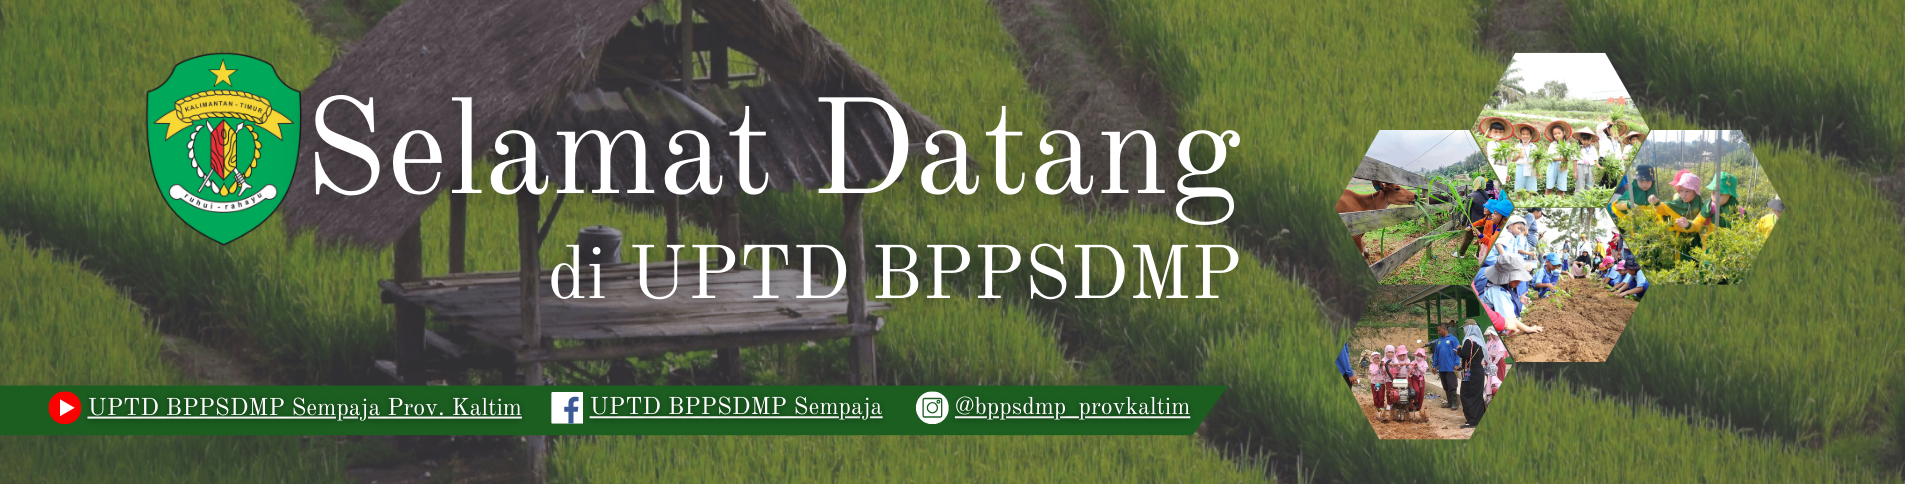 KALIMANTAN - TIMUR
ruhui - rahayu
Selamat Datang
di UPTD BPPSDMP
UPTD BPPSDMP Sempaja Prov. Kaltim
UPTD BPPSDMP Sempaja
@bppsdmp_provkaltim